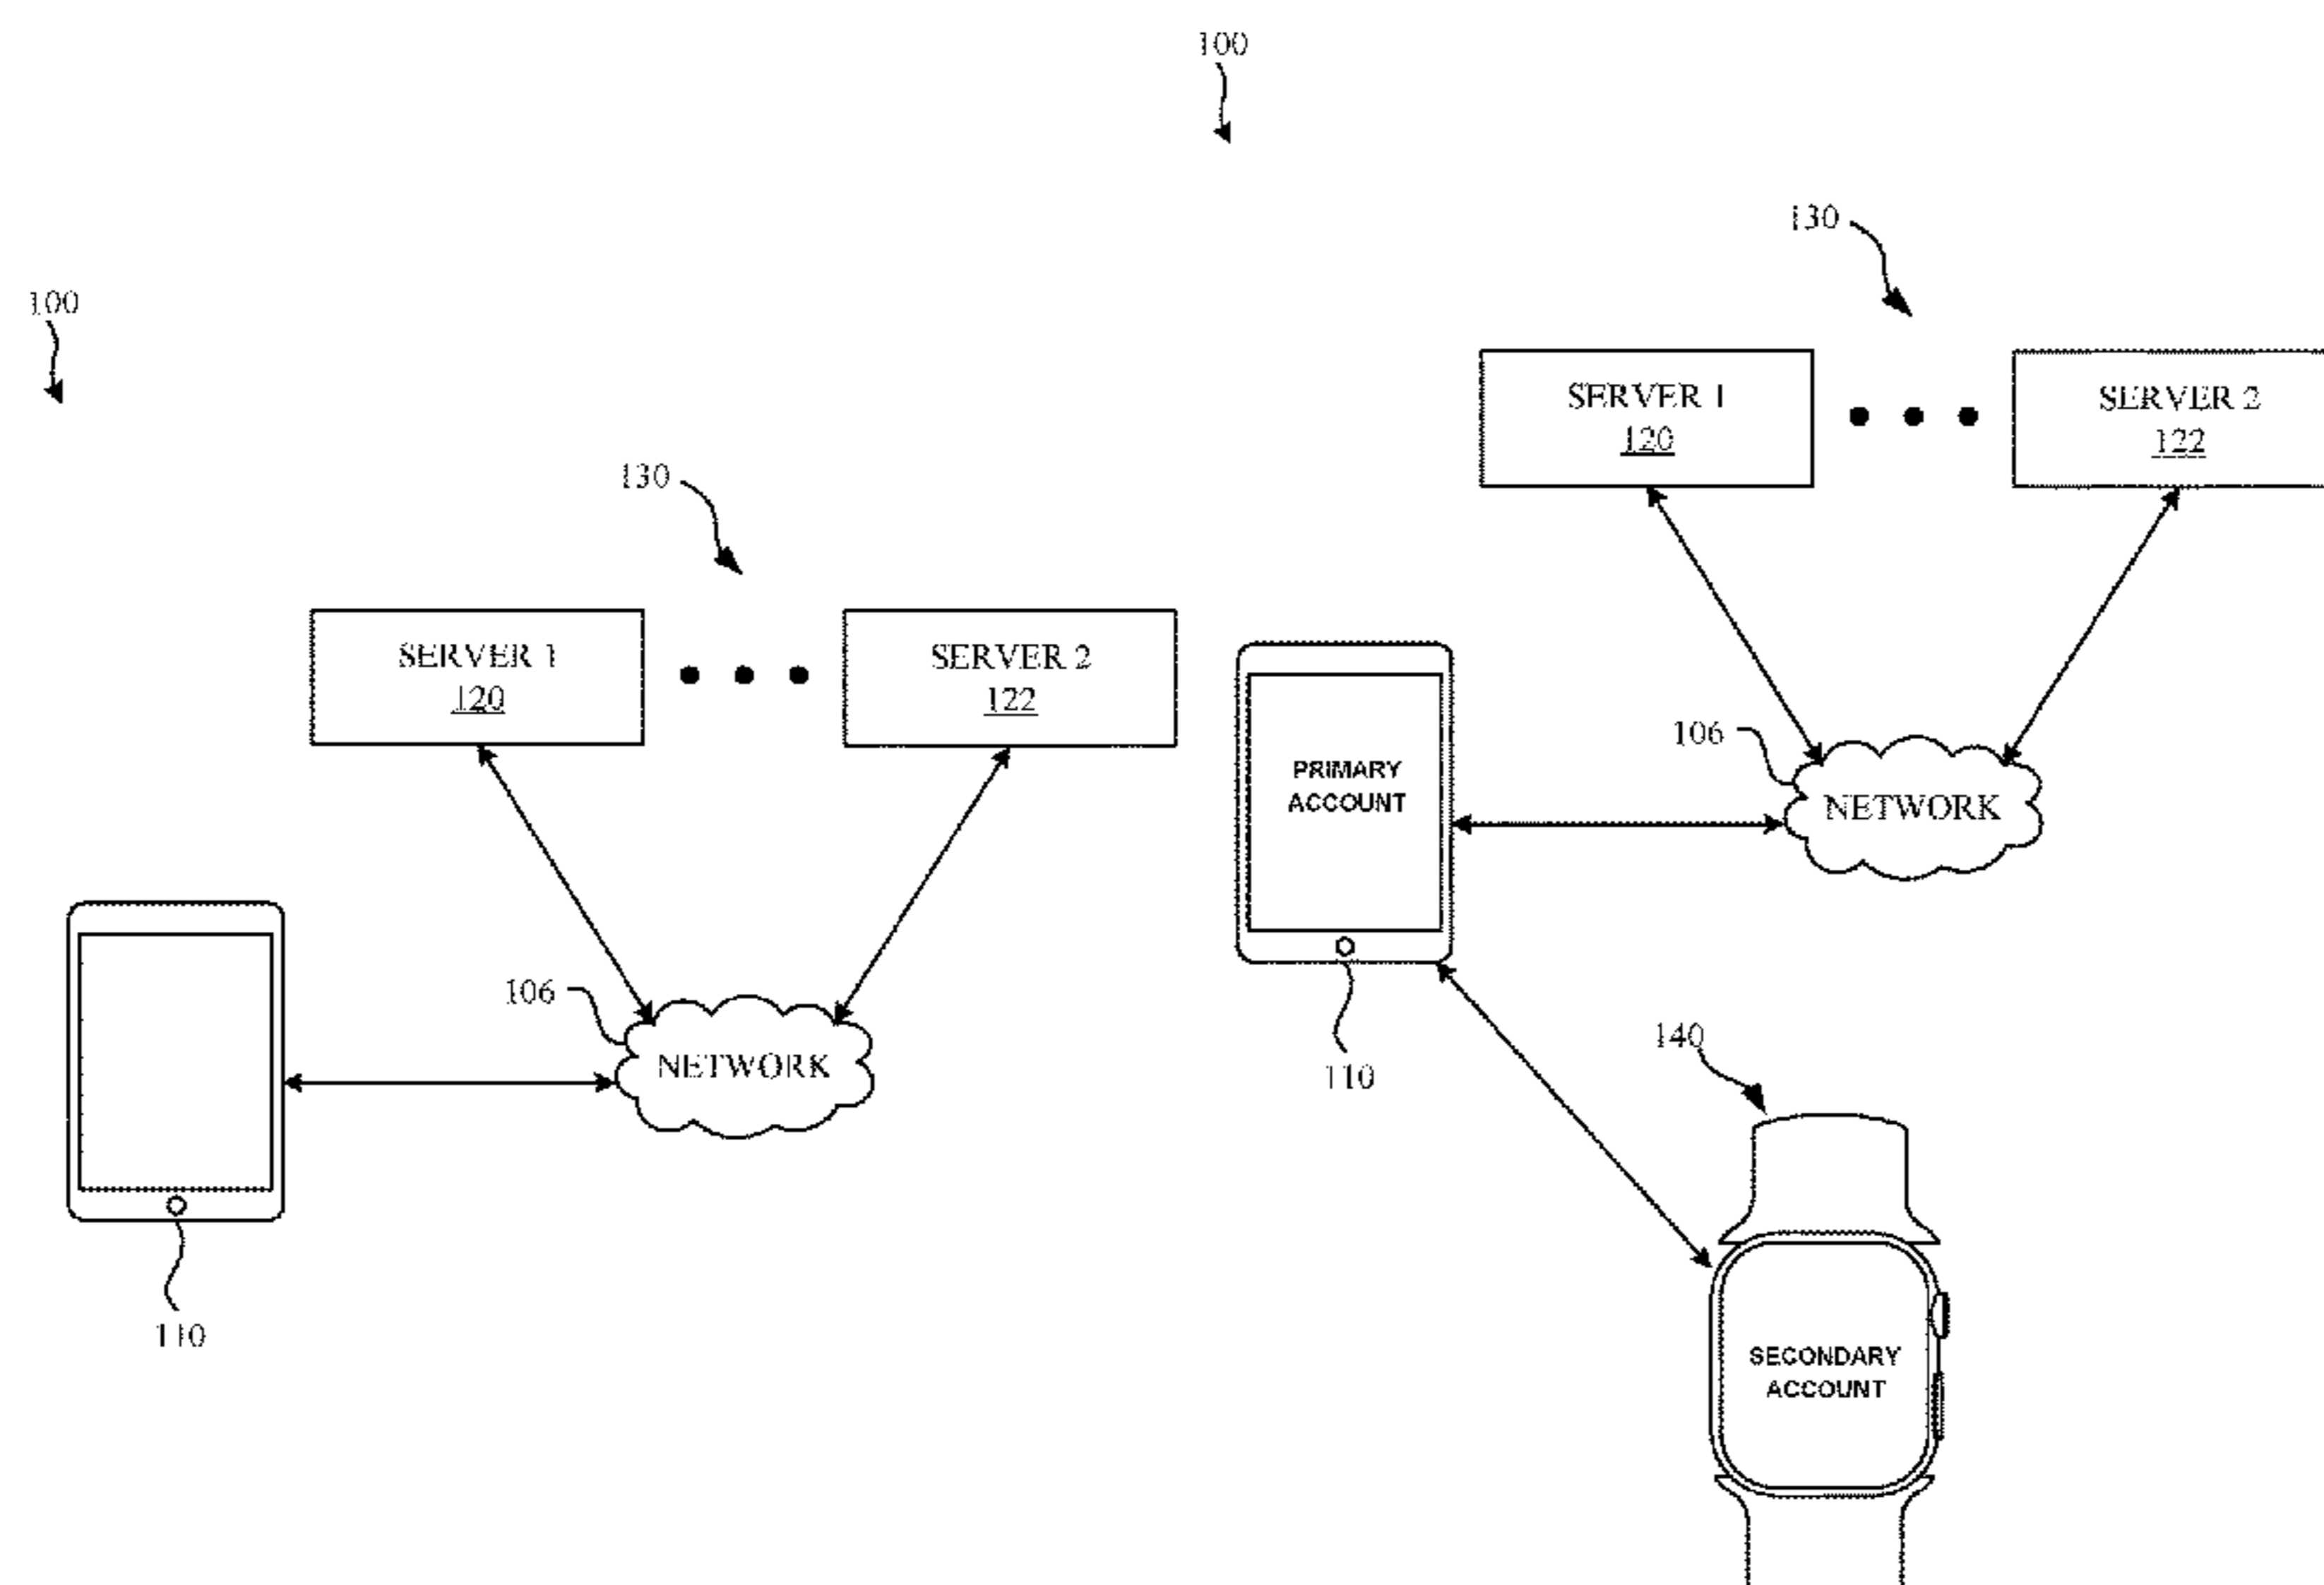 100
130
SERVER 1
120
SERVER 2
122
106
NETWORK
110
100
130
SERVER 1
120
SERVER 2
122
PRIMARY
ACCOUNT
106
NETWORK
110
140
SECONDARY
ACCOUNT